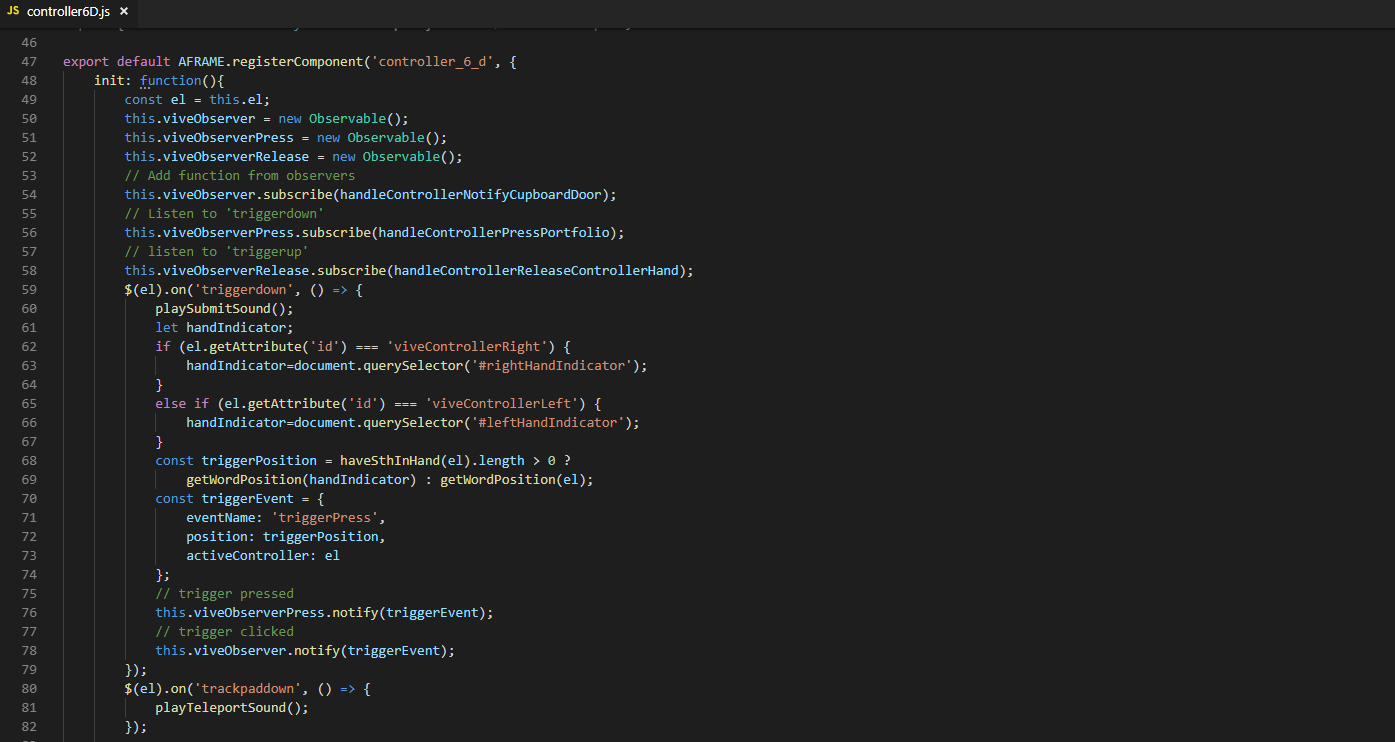 JS controller6D.js ×
46
47 export default AFRAME.registerComponent('controller_6_d', {
48     init: function(){
49         const el = this.el;
50         this.viveObserver = new Observable();
51         this.viveObserverPress = new Observable();
52         this.viveObserverRelease = new Observable();
53         // Add function from observers
54         this.viveObserver.subscribe(handleControllerNotifyCupboardDoor);
55         // Listen to 'triggerdown'
56         this.viveObserverPress.subscribe(handleControllerPressPortfolio);
57         // listen to 'triggerup'
58         this.viveObserverRelease.subscribe(handleControllerReleaseControllerHand);
59         $(el).on('triggerdown', () => {
60             playSubmitSound();
61             let handIndicator;
62             if (el.getAttribute('id') === 'viveControllerRight') {
63                 handIndicator=document.querySelector('#rightHandIndicator');
64             }
65             else if (el.getAttribute('id') === 'viveControllerLeft') {
66                 handIndicator=document.querySelector('#leftHandIndicator');
67             }
68             const triggerPosition = haveSthInHand(el).length > 0 ?
69                 getWordPosition(handIndicator) : getWordPosition(el);
70             const triggerEvent = {
71                 eventName: 'triggerPress',
72                 position: triggerPosition,
73                 activeController: el
74             };
75             // trigger pressed
76             this.viveObserverPress.notify(triggerEvent);
77             // trigger clicked
78             this.viveObserver.notify(triggerEvent);
79         });
80         $(el).on('trackpaddown', () => {
81             playTeleportSound();
82         });